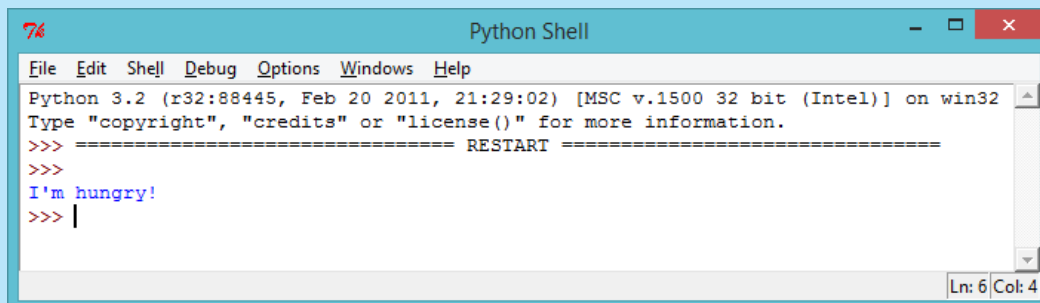 Python Shell
File Edit Shell Debug Options Windows Help
Python 3.2 (r32:88445, Feb 20 2011, 21:29:02) [MSC v.1500 32 bit (Intel)] on win32
Type "copyright", "credits" or "license()" for more information.
>>> ================================ RESTART ================================
>>>
I'm hungry!
>>>
Ln: 6 Col: 4